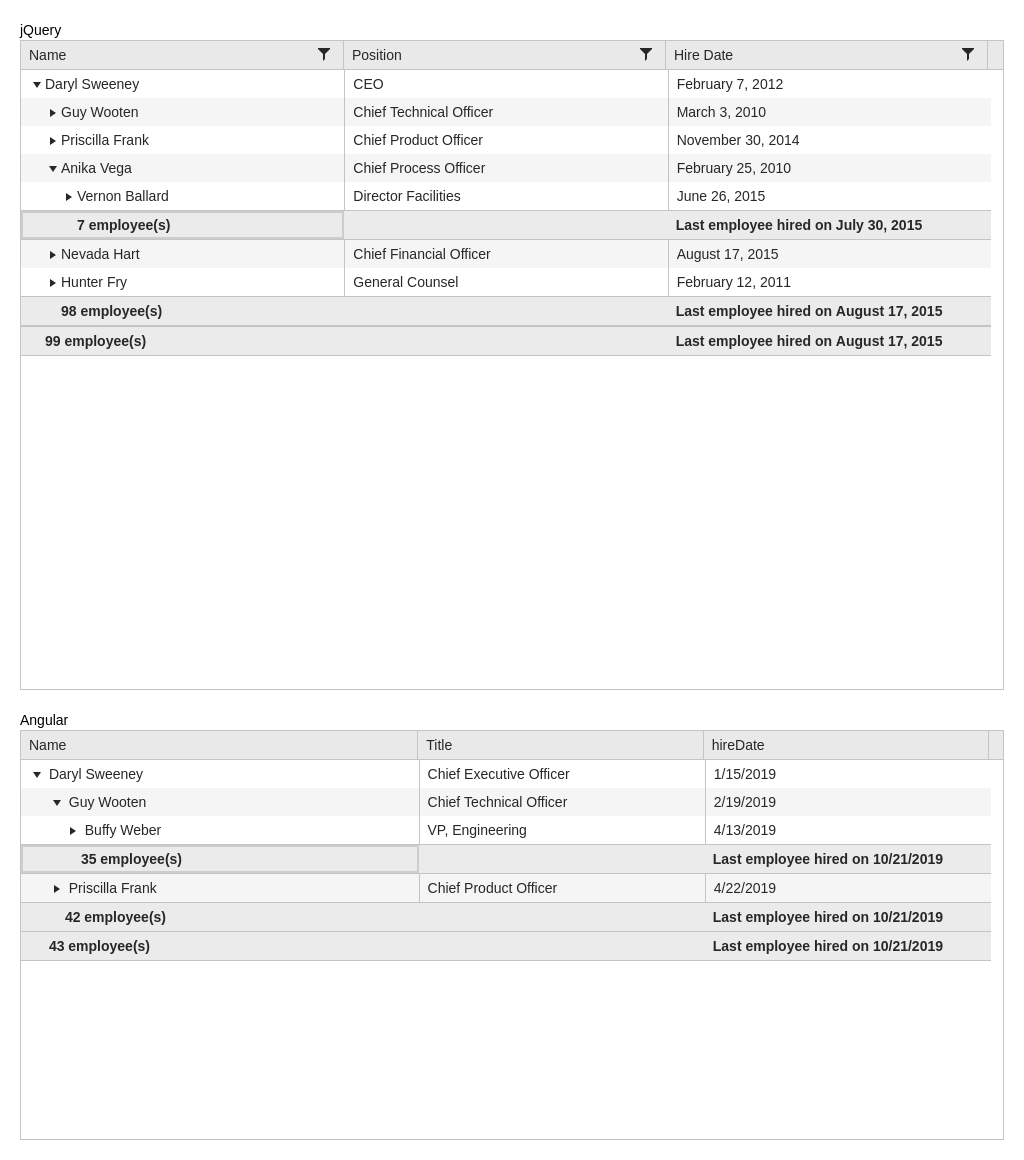 jQuery
Name Position Hire Date
Daryl Sweeney CEO February 7, 2012
Guy Wooten Chief Technical Officer March 3, 2010
Priscilla Frank Chief Product Officer November 30, 2014
Anika Vega Chief Process Officer February 25, 2010
Vernon Ballard Director Facilities June 26, 2015
7 employee(s) Last employee hired on July 30, 2015
Nevada Hart Chief Financial Officer August 17, 2015
Hunter Fry General Counsel February 12, 2011
98 employee(s) Last employee hired on August 17, 2015
99 employee(s) Last employee hired on August 17, 2015
Angular
Name Title hireDate
Daryl Sweeney Chief Executive Officer 1/15/2019
Guy Wooten Chief Technical Officer 2/19/2019
Buffy Weber VP, Engineering 4/13/2019
35 employee(s) Last employee hired on 10/21/2019
Priscilla Frank Chief Product Officer 4/22/2019
42 employee(s) Last employee hired on 10/21/2019
43 employee(s) Last employee hired on 10/21/2019